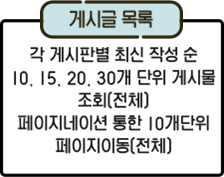 게시글 목록
각 게시판별 최신 작성 순
10, 15, 20, 30개 단위 게시물
조회(전체)
페이지네이션 통한 10개단위
페이지이동(전체)